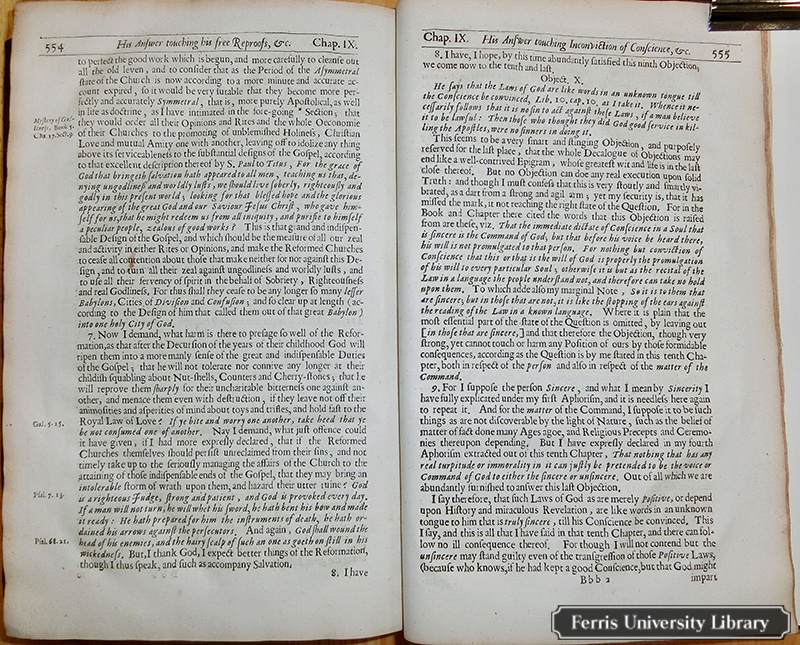 554 His Anſwer touching his free Reproofs, &c. Chap. IX.
to perfect the good work which is begun, and more carefully to cleanſe out
all the old leven, and to conſider that as the Period of the Aſymmetral
ſtate of the Church is now according to a more minute and accurate ac-
count expired, ſo it would be very ſutable that they become more per-
fectly and accurately Symmetral, that is, more purely Apoſtolical, as well
in life as doctrine, as I have intimated in the fore-going * Section, that
they would order all their Opinions and Rites and the whole Oeconomie
of their Churches to the promoting of unblemiſhed Holineſs, Chriſtian
Love and mutual Amity one with another, leaving off to idolize any thing
above its ſerviceableneſs to the ſubſtantial deſigns of the Goſpel, according
to that excellent deſcription thereof by S. Paul to Titus, For the grace of
God that bringeth ſalvation hath appeared to all men, teaching us that, de-
nying ungodlineſs and worldly luſts, we ſhould live ſoberly, righteouſly and
godly in this preſent world, looking for that bleſſed hope and the glorious
appearing of the great God and our Saviour Jeſus Chriſt, who gave him-
ſelf for us, that he might redeem us from all iniquity, and purifie to himſelf
a peculiar people, zealous of good works? This is that grand and indiſpen-
ſable Deſign of the Goſpel, and which ſhould be the meaſure of all our zeal
and activity in either Rites or Opinions, and make the Reformed Churches
to ceaſe all contention about thoſe that make neither for nor againſt this De-
ſign, and to turn all their zeal againſt ungodlineſs and worldly luſts, and
to uſe all their fervency of ſpirit in the behalf of Sobriety, Righteouſneſs
and real Godlineſs, For thus ſhall they ceaſe to be any longer ſo many leſſer
Babylons, Cities of Diviſion and Confuſion; and ſo clear up at length (ac-
cording to the Deſign of him that called them out of that great Babylon)
into one holy City of God.
7. Now I demand, what harm is there to preſage ſo well of the Refor-
mation, as that after the Decurſion of the years of their childhood God will
ripen them into a more manly ſenſe of the great and indiſpenſable Duties
of the Goſpel; that he will not tolerate nor connive any longer at their
childiſh ſquabling about Nut-ſhells, Counters and Cherry-ſtones; that he
will reprove them ſharply for their uncharitable bitterneſs one againſt an-
other, and menace them even with deſtruction, if they leave not off their
animoſities and aſperities of mind about toys and trifles, and hold faſt to the
Royal Law of Love? If ye bite and worry one another, take heed that ye
be not conſumed one of another. Nay I demand, what juſt offence could
it have given, if I had more expreſly declared, that if the Reformed
Churches themſelves ſhould perſiſt unreclaimed from their ſins, and not
timely take up to the ſeriouſly managing the affairs of the Church to the
attaining of thoſe indiſpenſable ends of the Goſpel, that they may bring an
intolerable ſtorm of wrath upon them, and hazard their utter ruine? God
is a righteous Judge, ſtrong and patient, and God is provoked every day.
If a man will not turn, he will whet his ſword, he hath bent his bow and made
it ready: He hath prepared for him the inſtruments of death, he hath or-
dained his arrows againſt the perſecutors. And again, God ſhall wound the
head of his enemies, and the hairy ſcalp of ſuch an one as goeth on ſtill in his
wickedneſs. But, I thank God, I expect better things of the Reformation,
though I thus ſpeak, and ſuch as accompany Salvation.
8. I have
Gal. 5. 15.
Pſal. 7. 13.
Pſal. 68. 21.
Chap. IX. His Anſwer touching Inconviction of Conſcience, &c. 555
8. I have, I hope, by this time abundantly ſatisfied this ninth Objection,
we come now to the tenth and laſt.
Object. X.
He ſays that the Laws of God are like words in an unknown tongue till
the Conſcience be convinced, Lib. 10. cap. 10. as I take it. Whence it ne-
ceſſarily follows that it is no ſin to act againſt theſe Laws, if a man believe
it to be lawful: Then thoſe who thought they did God good ſervice in kil-
ling the Apoſtles, were no ſinners in doing it.
This ſeems to be a very ſmart and ſtinging Objection, and purpoſely
reſerved for the laſt place, that the whole Decalogue of Objections may
end like a well-contrived Epigram, whoſe greateſt wit and life is in the laſt
cloſe thereof. But no Objection can doe any real execution upon ſolid
Truth: and though I muſt confeſs that this is very ſtoutly and ſmartly vi-
brated, as a dart from a ſtrong and agil arm; yet my ſecurity is, that it has
miſſed the mark, it not reaching the right ſtate of the Queſtion. For in the
Book and Chapter there cited the words that this Objection is raiſed
from are theſe, viz. That the immediate dictate of Conſcience in a Soul that
is ſincere is the Command of God, but that before this voice be heard there,
his will is not promulgated to that perſon. For nothing but conviction of
Conſcience that this or that is the will of God is properly the promulgation
of his will to every particular Soul; otherwiſe it is but as the recital of the
Law in a language the people underſtand not, and therefore can take no hold
upon them. To which adde alſo my marginal Note, So it is to them that
are ſincere; but in thoſe that are not, it is like the ſtopping of the ears againſt
the reading of the Law in a known language. Where it is plain that the
moſt eſſential part of the ſtate of the Queſtion is omitted, by leaving out
[in thoſe that are ſincere,] and that therefore the Objection, though very
ſtrong, yet cannot touch or harm any Poſition of ours by thoſe formidable
conſequences, according as the Queſtion is by me ſtated in this tenth Cha-
pter, both in reſpect of the perſon and alſo in reſpect of the matter of the
Command.
9. For I ſuppoſe the perſon Sincere, and what I mean by Sincerity I
have fully explicated under my firſt Aphoriſm, and it is needleſs here again
to repeat it. And for the matter of the Command, I ſuppoſe it to be ſuch
things as are not diſcoverable by the light of Nature, ſuch as the belief of
matter of fact done many Ages agoe, and Religious Precepts and Ceremo-
nies thereupon depending. But I have expreſly declared in my fourth
Aphoriſm extracted out of this tenth Chapter, That nothing that has any
real turpitude or immorality in it can juſtly be pretended to be the voice or
Command of God to either the ſincere or unſincere. Out of all which we are
abundantly furniſhed to anſwer this laſt Objection.
I ſay therefore, that ſuch Laws of God as are merely Poſitive, or depend
upon Hiſtory and miraculous Revelation, are like words in an unknown
tongue to him that is truly ſincere, till his Conſcience be convinced. This
I ſay, and this is all that I have ſaid in that tenth Chapter, and there can fol-
low no ill conſequence thereof. For though I will not contend but the
unſincere may ſtand guilty even of the tranſgreſſion of thoſe Poſitive Laws,
(becauſe who knows, if he had kept a good Conſcience, but that God might
Bbb 2 impart
Ferris University Library